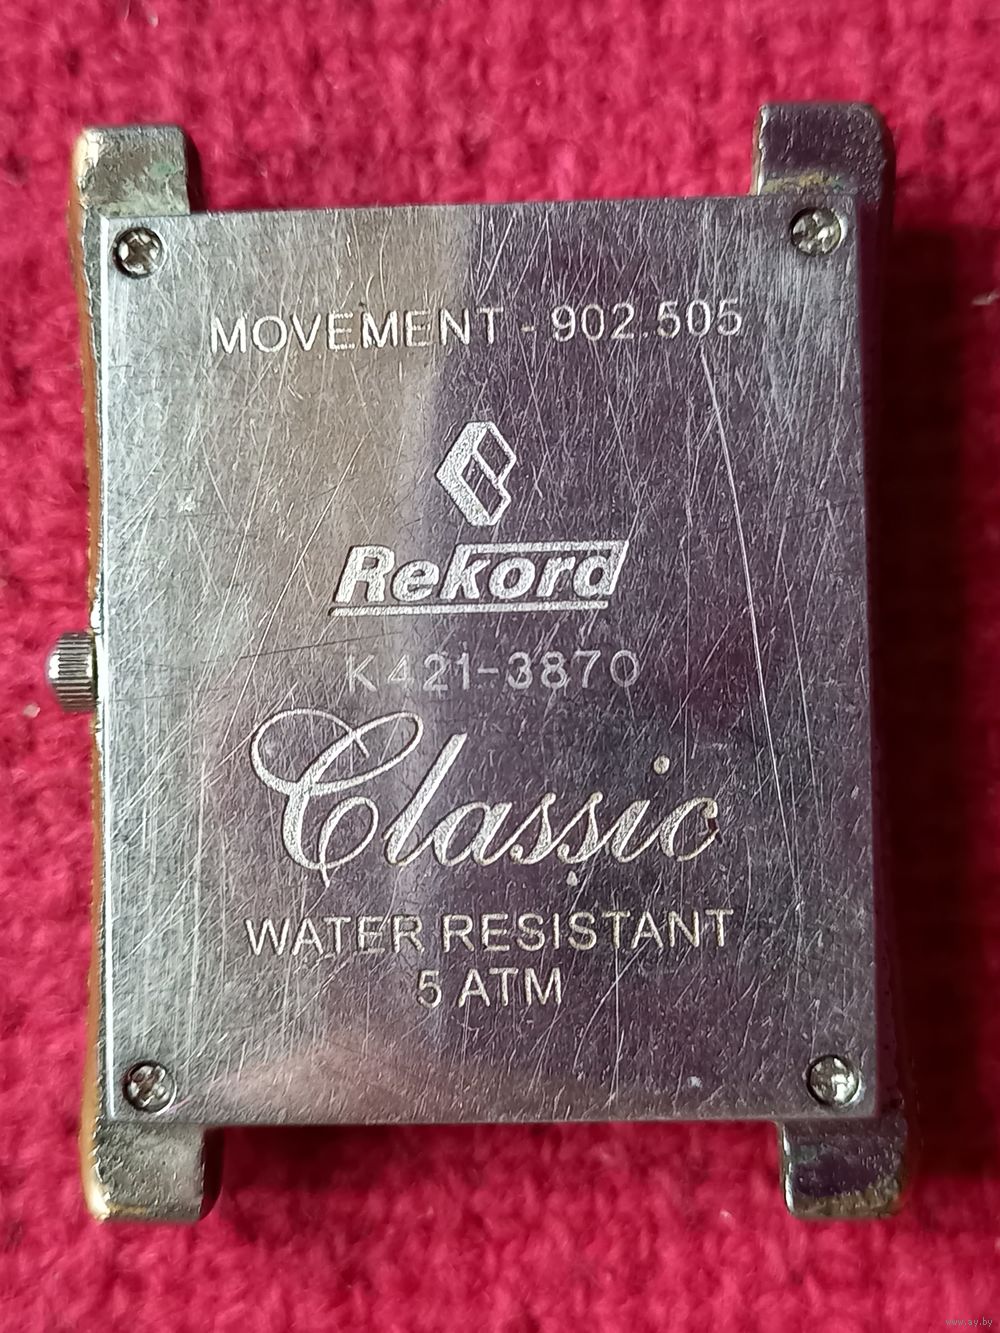 MOVEMENT - 902.505
Rekord
K421-3870
Classic
WATER RESISTANT
5 ATM
www.ay.by